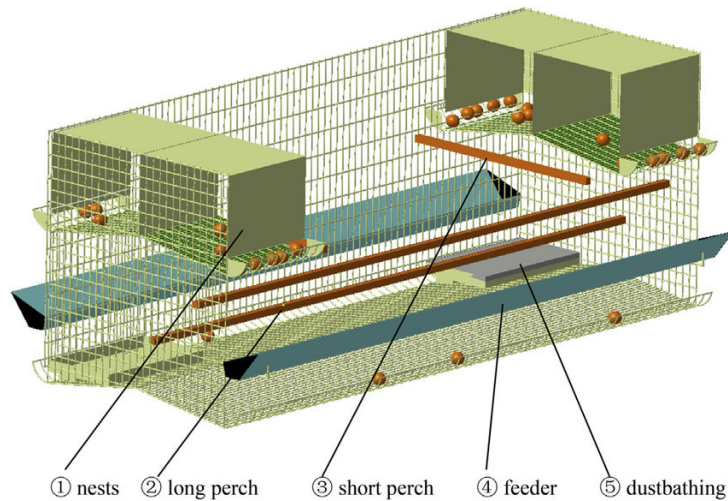 ① nests ② long perch ③ short perch ④ feeder ⑤ dustbathing